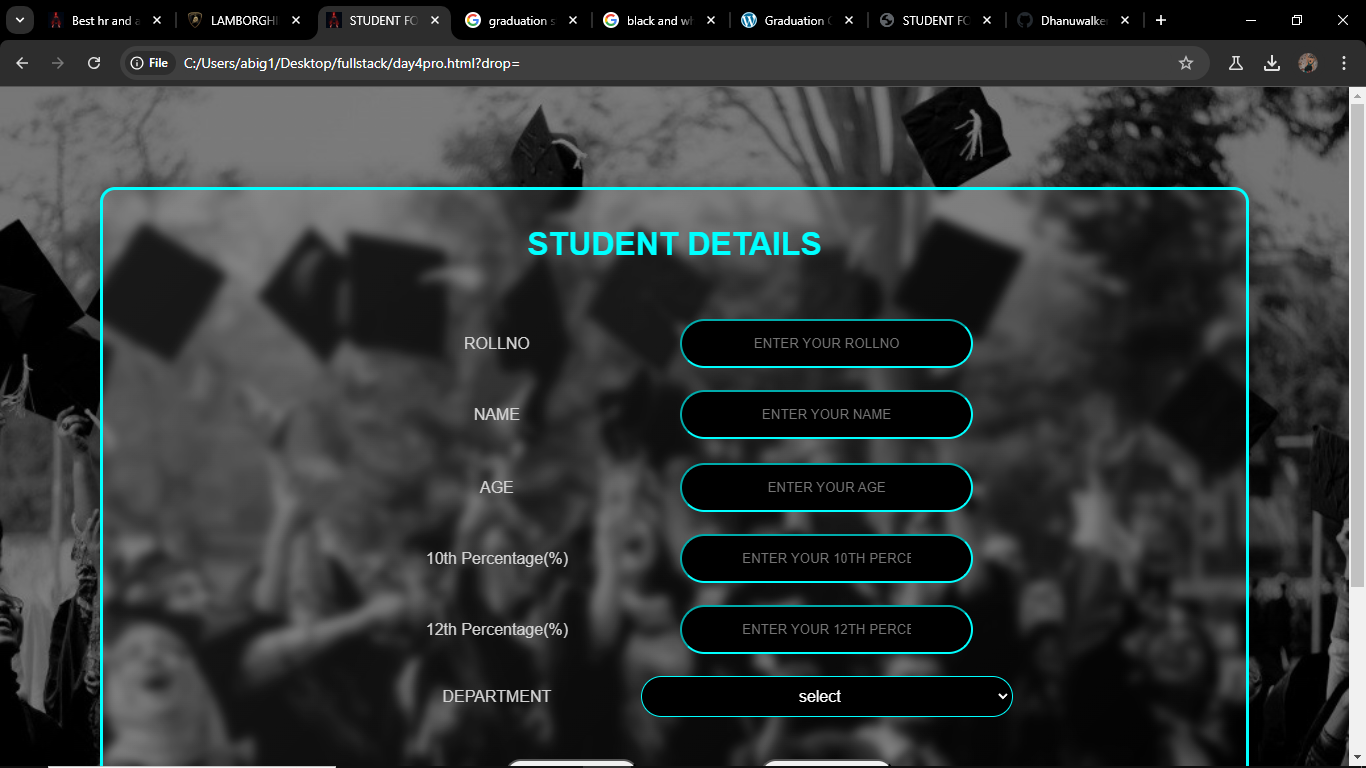 Best hr and a
LAMBORGHI
STUDENT FO
graduation s
black and wh
Graduation
STUDENT FO
Dhanuwalke
File
C:/Users/abig1/Desktop/fullstack/day4pro.html?drop=
STUDENT DETAILS
ROLLNO
ENTER YOUR ROLLNO
NAME
ENTER YOUR NAME
AGE
ENTER YOUR AGE
10th Percentage(%)
ENTER YOUR 10TH PERCE
12th Percentage(%)
ENTER YOUR 12TH PERCE
DEPARTMENT
select